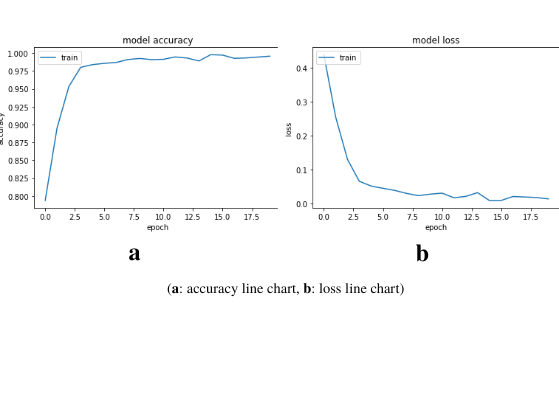 model accuracy
train
1.000
0.975
0.950
0.925
0.900
0.875
0.850
0.825
0.800
accuracy
0.0 2.5 5.0 7.5 10.0 12.5 15.0 17.5
epoch
a
model loss
train
0.4
0.3
0.2
0.1
0.0
loss
0.0 2.5 5.0 7.5 10.0 12.5 15.0 17.5
epoch
b
(a: accuracy line chart, b: loss line chart)